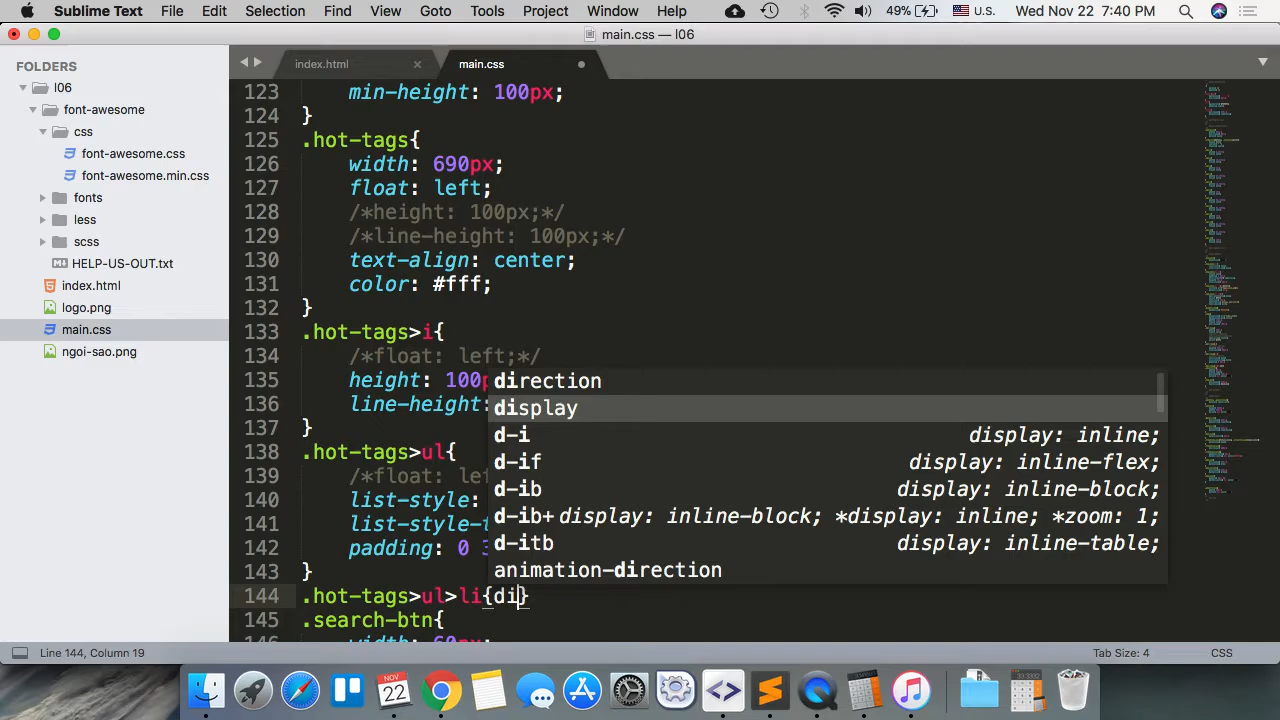 Sublime Text File Edit Selection Find View Goto Tools Project Window Help 49% U.S. Wed Nov 22 7:40 PM
main.css — l06
FOLDERS
l06
font-awesome
css
font-awesome.css
font-awesome.min.css
fonts
less
scss
HELP-US-OUT.txt
index.html
logo.png
main.css
ngoi-sao.png
index.html main.css
123 min-height: 100px;
124 }
125 .hot-tags{
126 width: 690px;
127 float: left;
128 /*height: 100px;*/
129 /*line-height: 100px;*/
130 text-align: center;
131 color: #fff;
132 }
133 .hot-tags>i{
134 /*float: left;*/
135 height: 100p
136 line-height:
137 }
138 .hot-tags>ul{
139 /*float: lef
140 list-style:
141 list-style-t
142 padding: 0 3
143 }
144 .hot-tags>ul>li{di}
145 .search-btn{
146 width: 60px;
direction
display
d-i display: inline;
d-if display: inline-flex;
d-ib display: inline-block;
d-ib+ display: inline-block; *display: inline; *zoom: 1;
d-itb display: inline-table;
animation-direction
Line 144, Column 19 Tab Size: 4 CSS
NOV
22